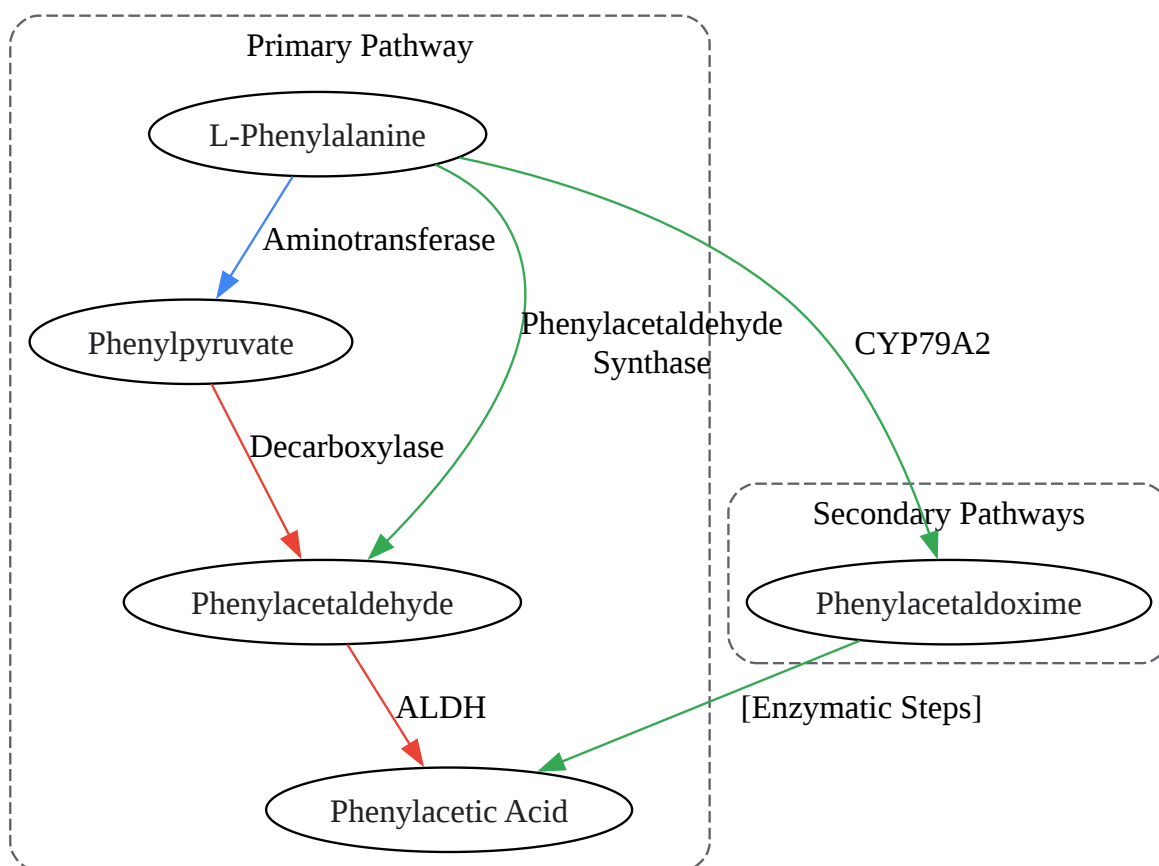 Primary Pathway
L-Phenylalanine
Aminotransferase
Phenylpyruvate
Phenylacetaldehyde
Synthase
CYP79A2
Decarboxylase
Secondary Pathways
Phenylacetaldehyde
Phenylacetaldoxime
ALDH
[Enzymatic Steps]
Phenylacetic Acid